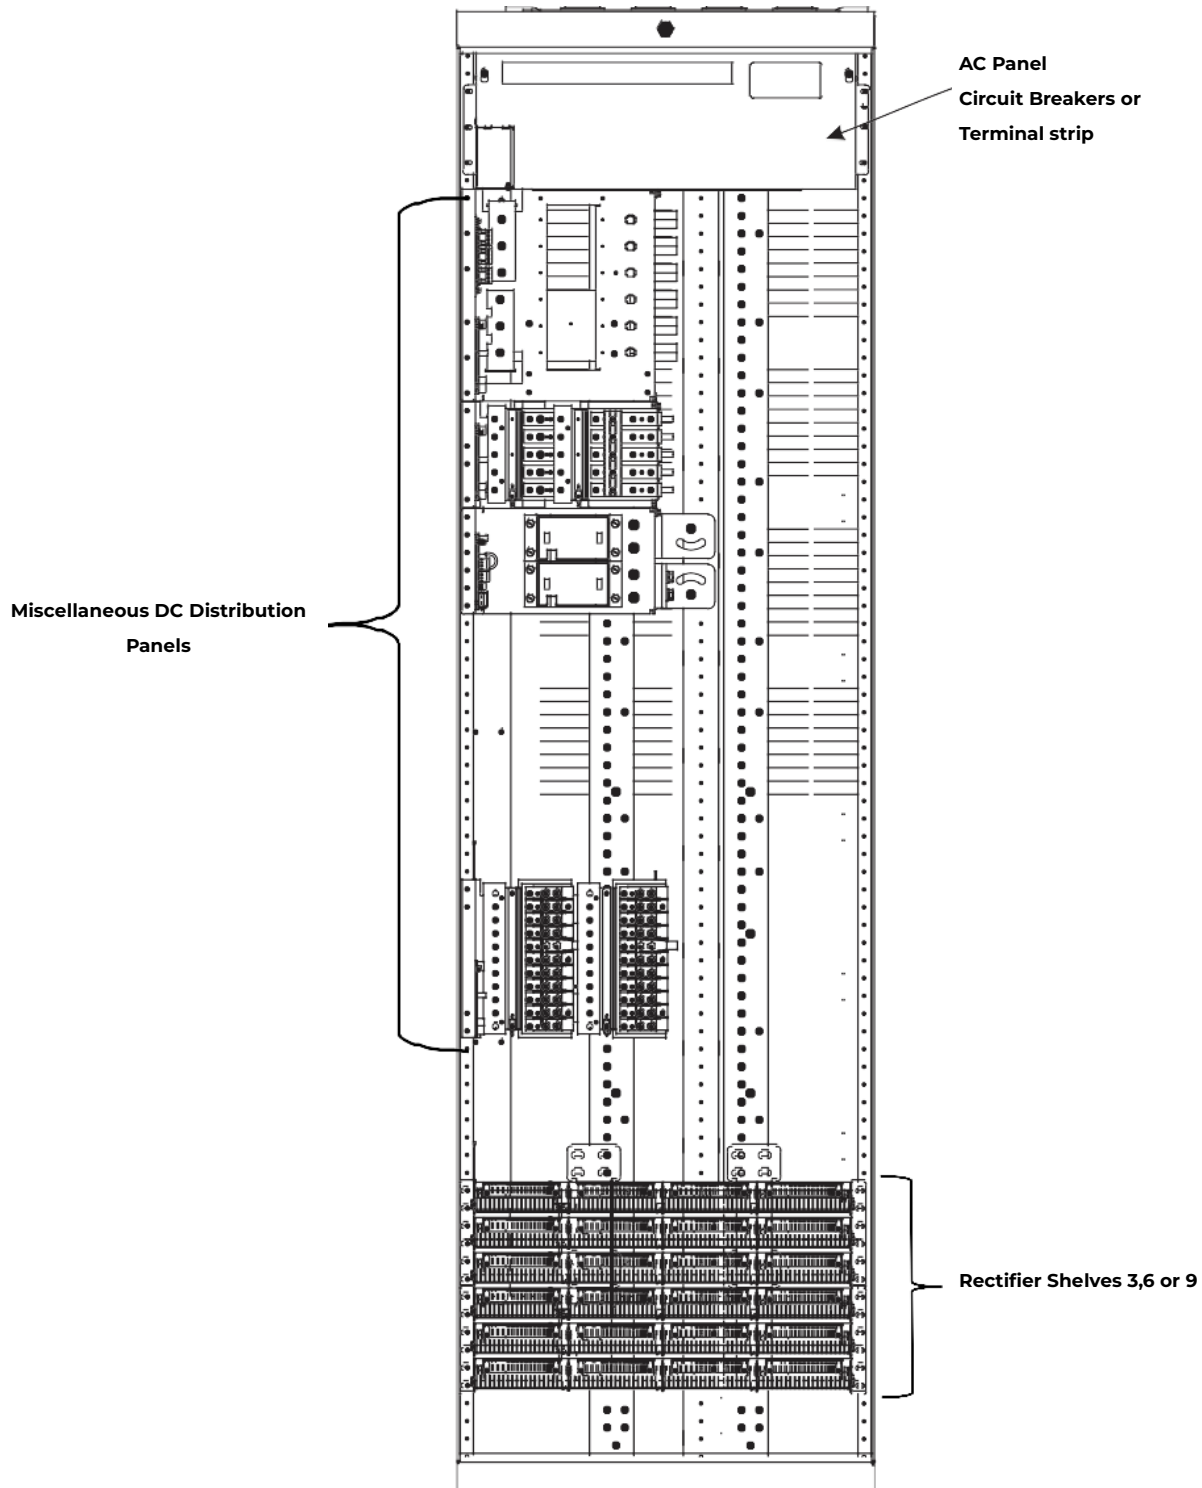 AC Panel
Circuit Breakers or
Terminal strip
Miscellaneous DC Distribution
Panels
Rectifier Shelves 3,6 or 9